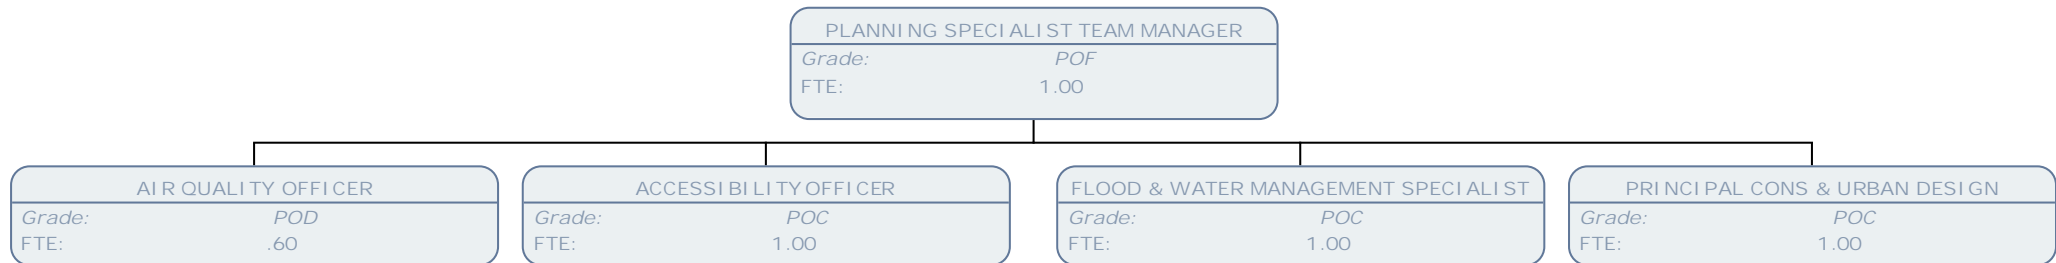 PLANNING SPECIALIST TEAM MANAGER
Grade: POF
FTE: 1.00
AIR QUALITY OFFICER
Grade: POD
FTE: .60
ACCESSIBILITY OFFICER
Grade: POC
FTE: 1.00
FLOOD & WATER MANAGEMENT SPECIALIST
Grade: POC
FTE: 1.00
PRINCIPAL CONS & URBAN DESIGN
Grade: POC
FTE: 1.00